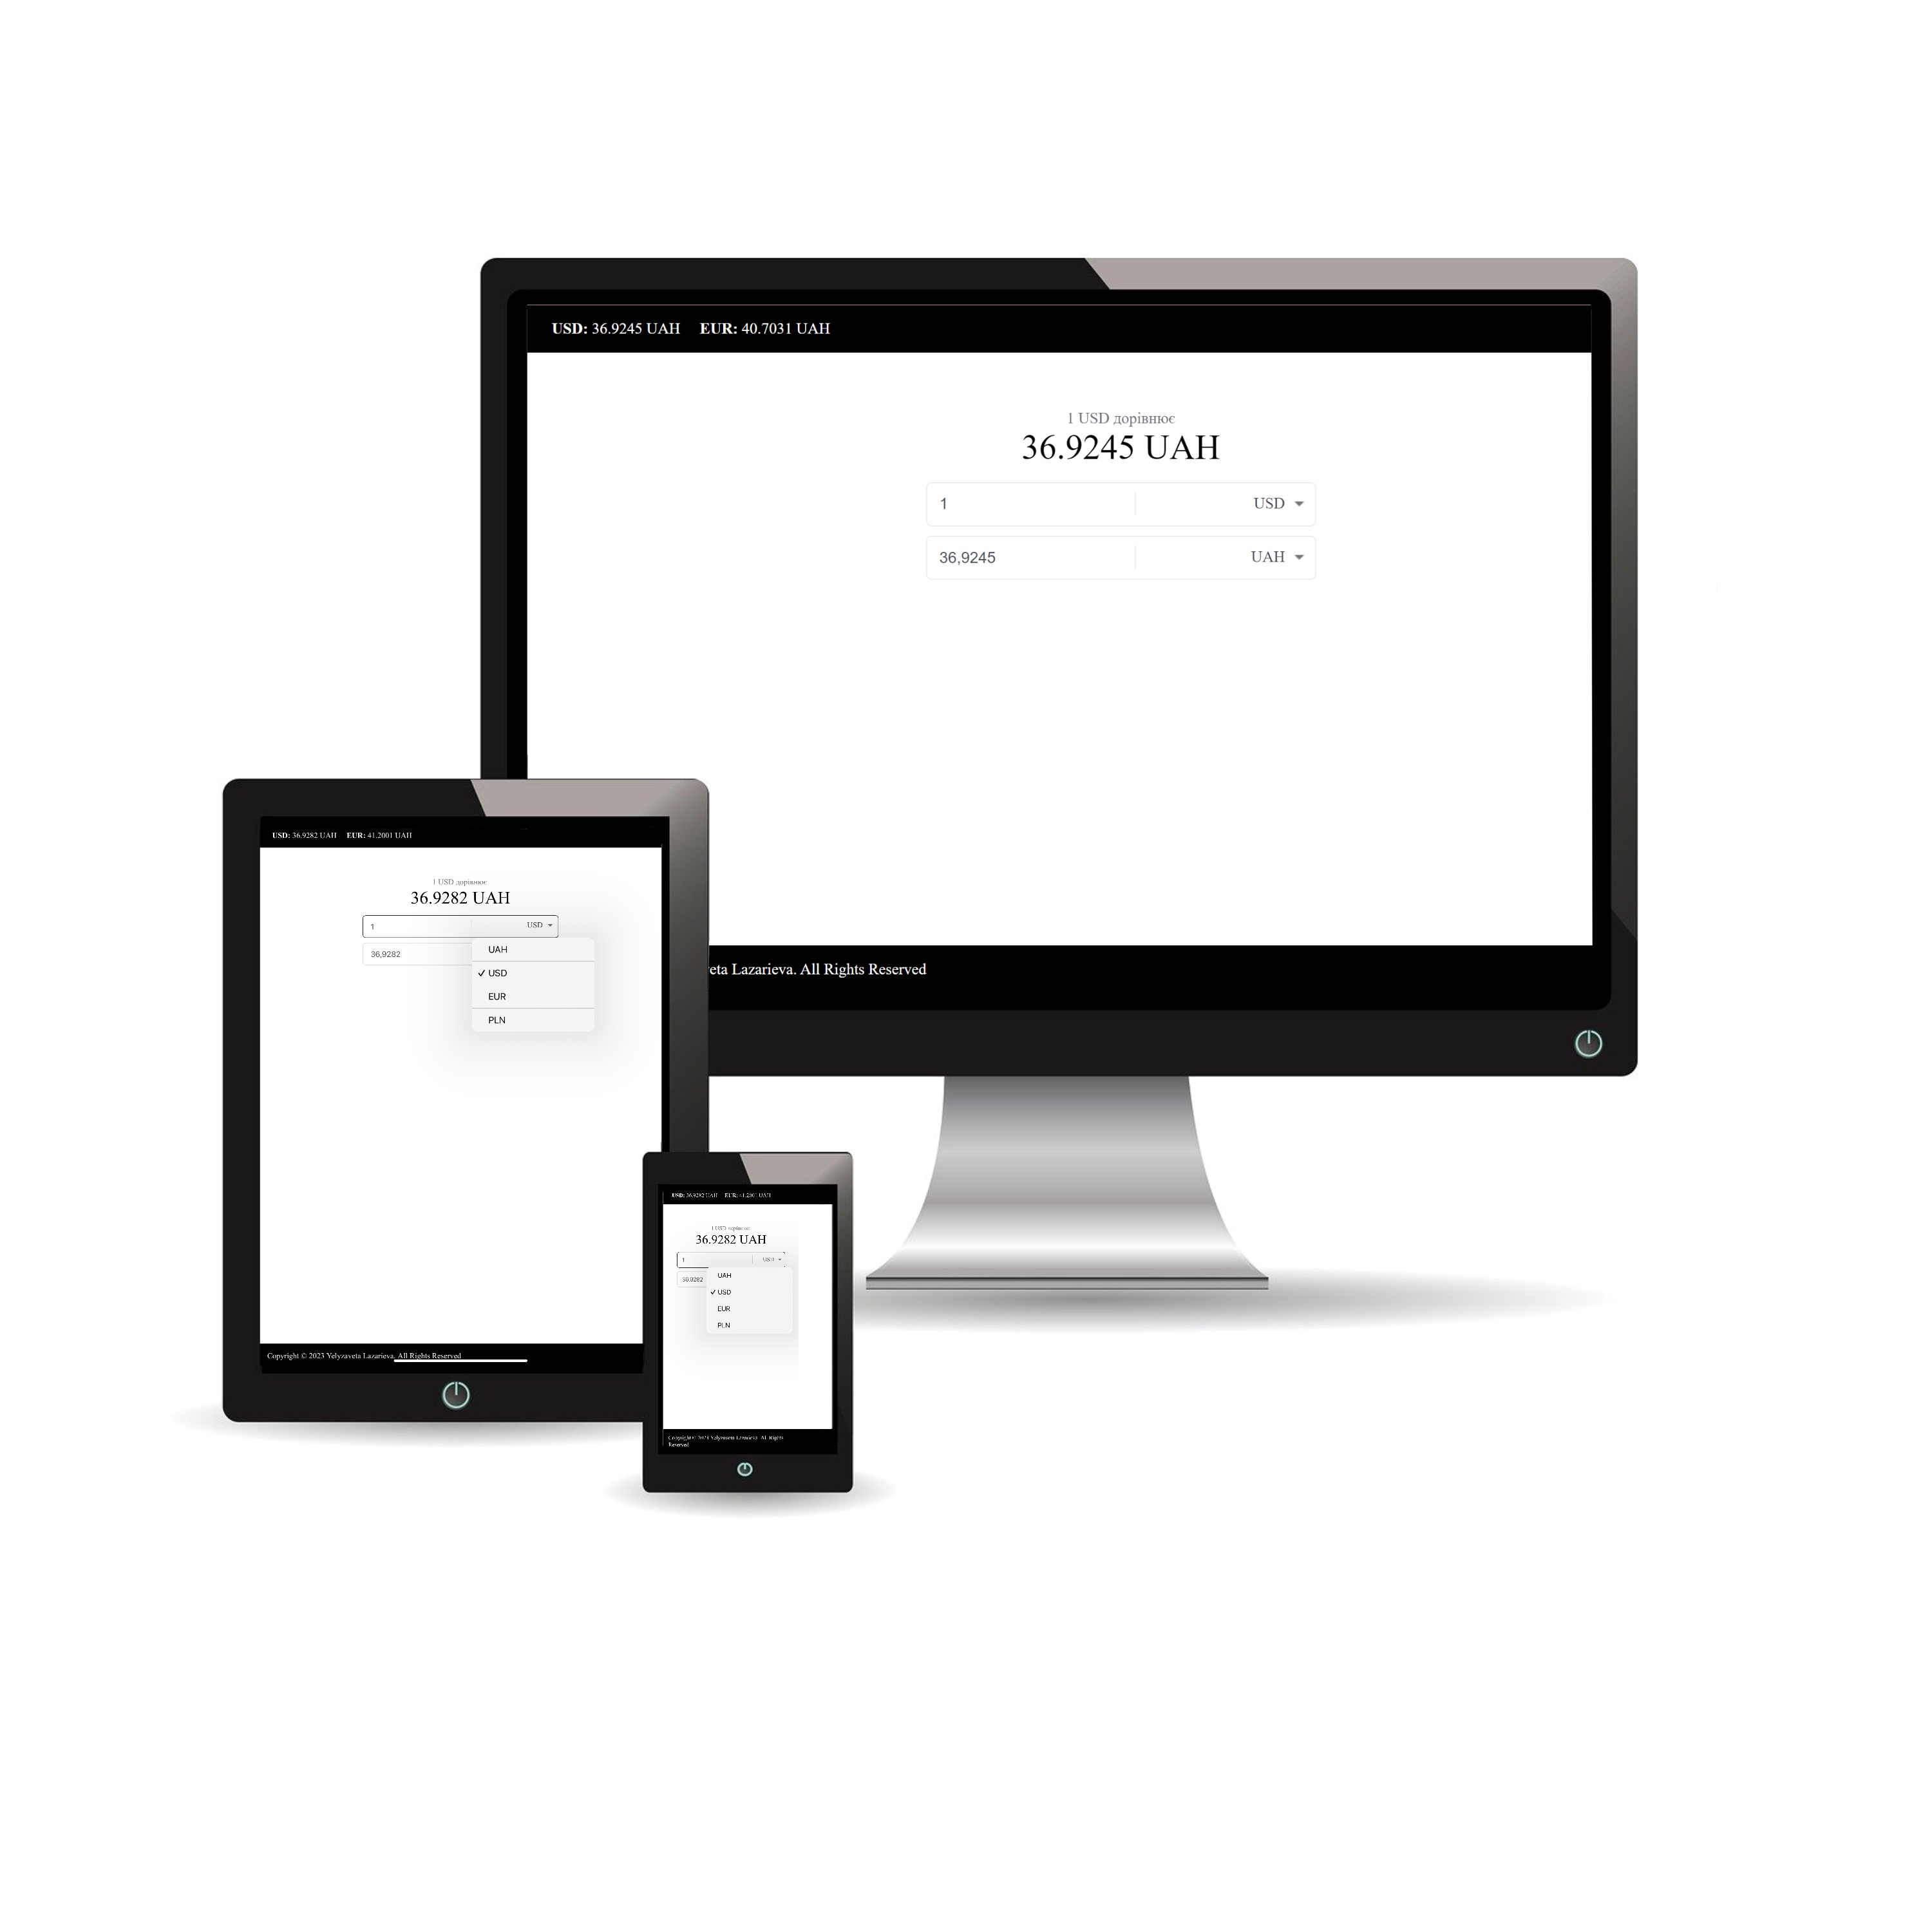 USD: 36.9245 UAH EUR: 40.7031 UAH
1 USD дорівнює
36.9245 UAH
1 USD
36,9245 UAH
eta Lazarieva. All Rights Reserved
USD: 36.9282 UAH EUR: 41.2001 UAH
1 USD дорівнює
36.9282 UAH
1 USD
36,9282
UAH
✓ USD
EUR
PLN
Copyright © 2023 Yelyzaveta Lazarieva. All Rights Reserved
USD: 36.9282 UAH EUR: 41.2001 UAH
1 USD дорівнює
36.9282 UAH
1 USD
36,9282
UAH
✓ USD
EUR
PLN
Copyright © 2023 Yelyzaveta Lazarieva. All Rights
Reserved